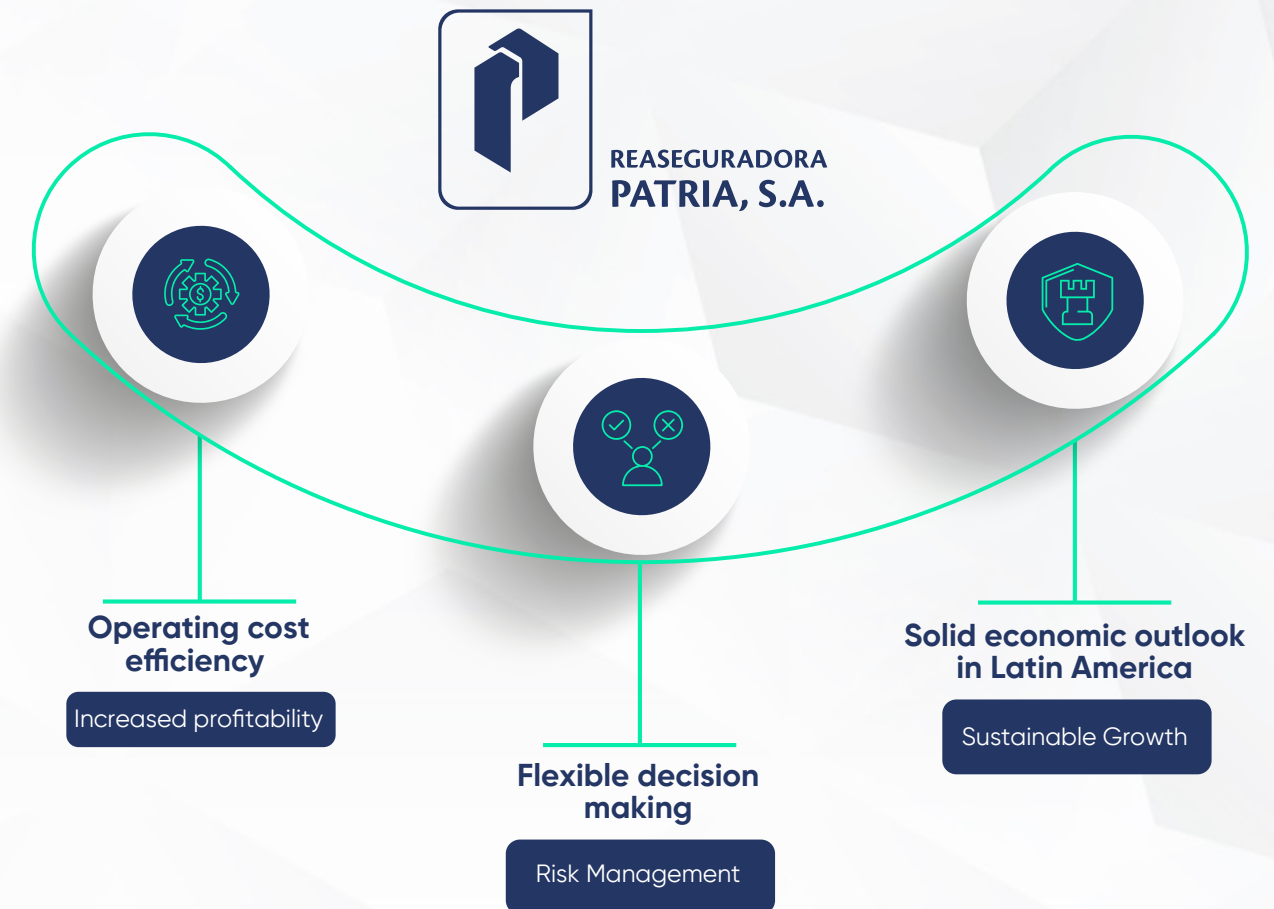 REASEGURADORA
PATRIA, S.A.
$
Operating cost
efficiency
Increased profitability
Flexible decision
making
Risk Management
Solid economic outlook
in Latin America
Sustainable Growth